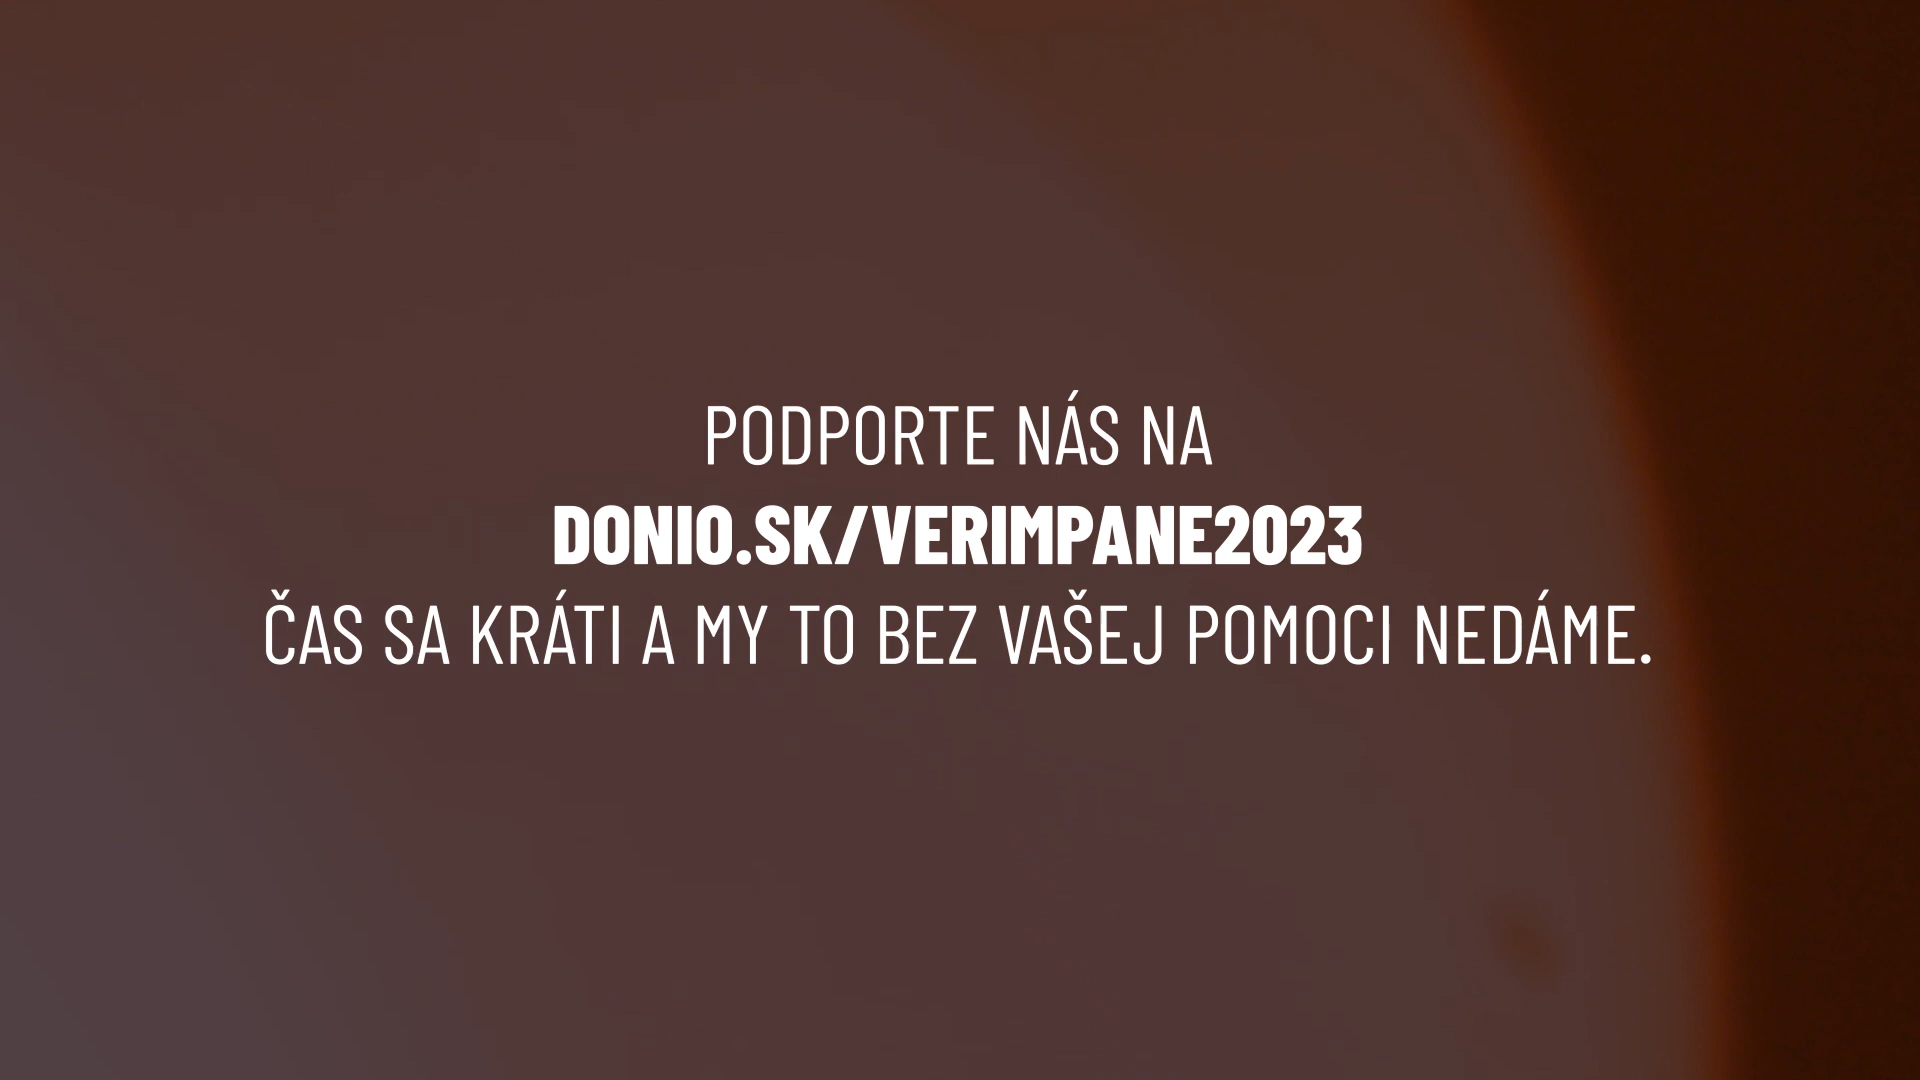 PODPORTE NÁS NA
DONIO.SK/VERIMPANE2023
ČAS SA KRÁTI A MY TO BEZ VAŠEJ POMOCI NEDÁME.